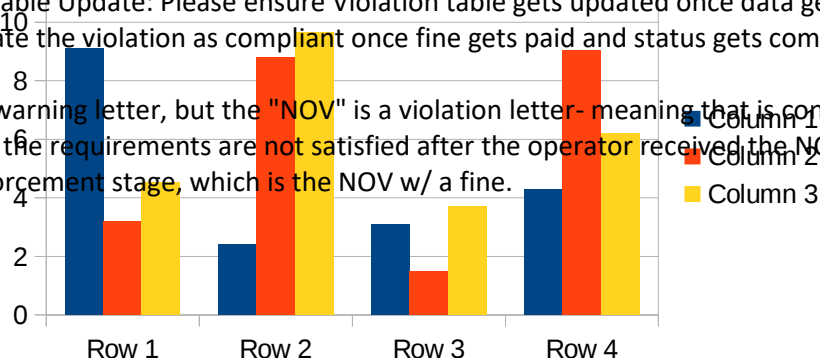 able Update: Please ensure Violation table gets updated once data ge
ate the violation as compliant once fine gets paid and status gets com
warning letter, but the "NOV" is a violation letter- meaning that is con
the requirements are not satisfied after the operator received the NO
orcement stage, which is the NOV w/ a fine.
10
8
6
4
2
0
Row 1
Row 2
Row 3
Row 4
Column 1
Column 2
Column 3